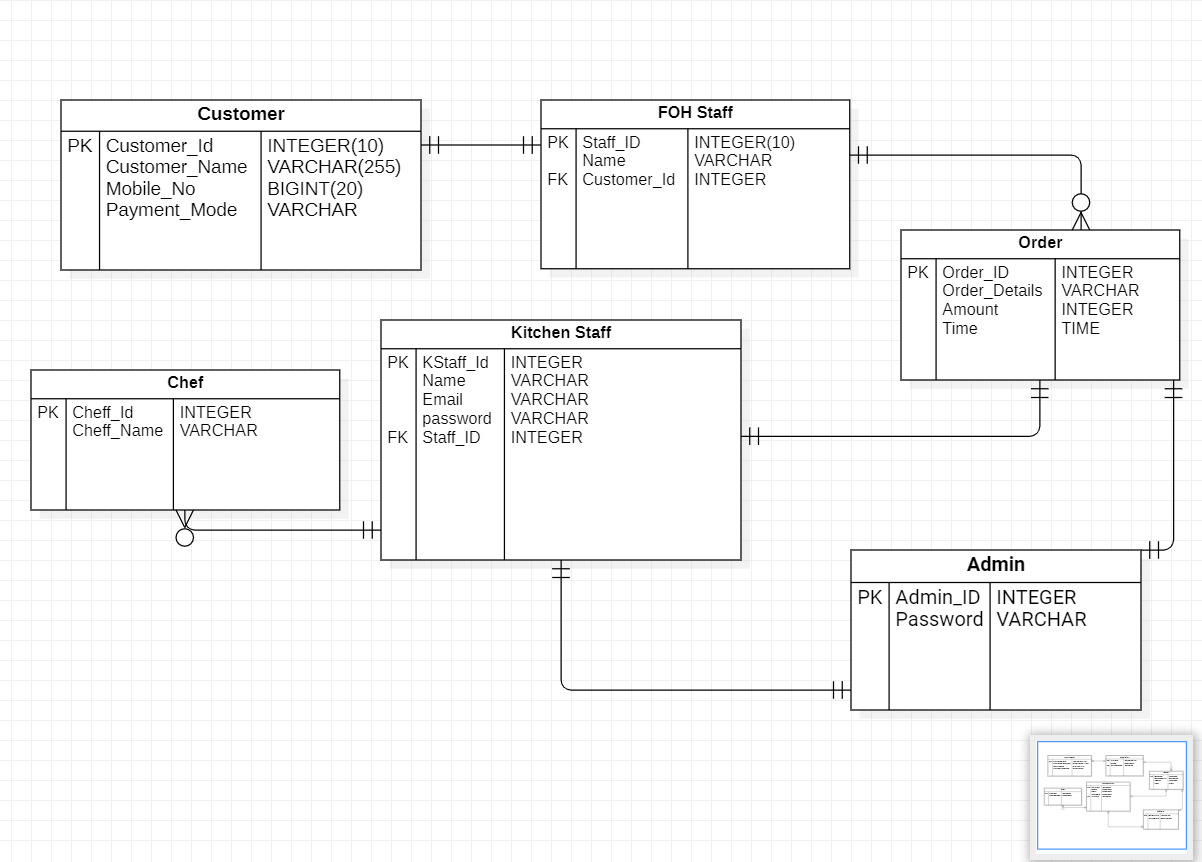 Customer
PK Customer_Id INTEGER(10)
Customer_Name VARCHAR(255)
Mobile_No BIGINT(20)
Payment_Mode VARCHAR
FOH Staff
PK Staff_ID INTEGER(10)
Name VARCHAR
FK Customer_Id INTEGER
Order
PK Order_ID INTEGER
Order_Details VARCHAR
Amount INTEGER
Time TIME
Kitchen Staff
PK KStaff_Id INTEGER
Name VARCHAR
Email VARCHAR
password VARCHAR
FK Staff_ID INTEGER
Chef
PK Cheff_Id INTEGER
Cheff_Name VARCHAR
Admin
PK Admin_ID INTEGER
Password VARCHAR